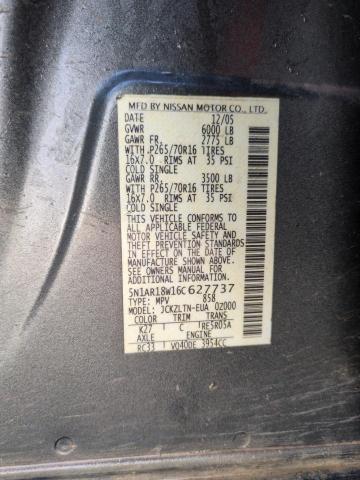 MFD BY NISSAN MOTOR CO., LTD.
DATE 12/05
GVWR 6000 LB
GAWR FR. 2775 LB
WITH P265/70R16 TIRES
16X7.0 RIMS AT 35 PSI
COLD SINGLE
GAWR RR. 3500 LB
WITH P265/70R16 TIRES
16X7.0 RIMS AT 35 PSI
COLD SINGLE
THIS VEHICLE CONFORMS TO
ALL APPLICABLE FEDERAL
MOTOR VEHICLE SAFETY AND
THEFT PREVENTION STANDARDS
IN EFFECT ON THE DATE OF
MANUFACTURE SHOWN ABOVE.
SEE OWNERS MANUAL FOR
ADDITIONAL INFORMATION.
5N1AR18W16C627737
TYPE: MPV 858
MODEL: JCKZLTN-EUA 0Z000
COLOR TRIM TRANS
K27 C RE5R05A
AXLE ENGINE
RC33 VQ40DE 3954CC